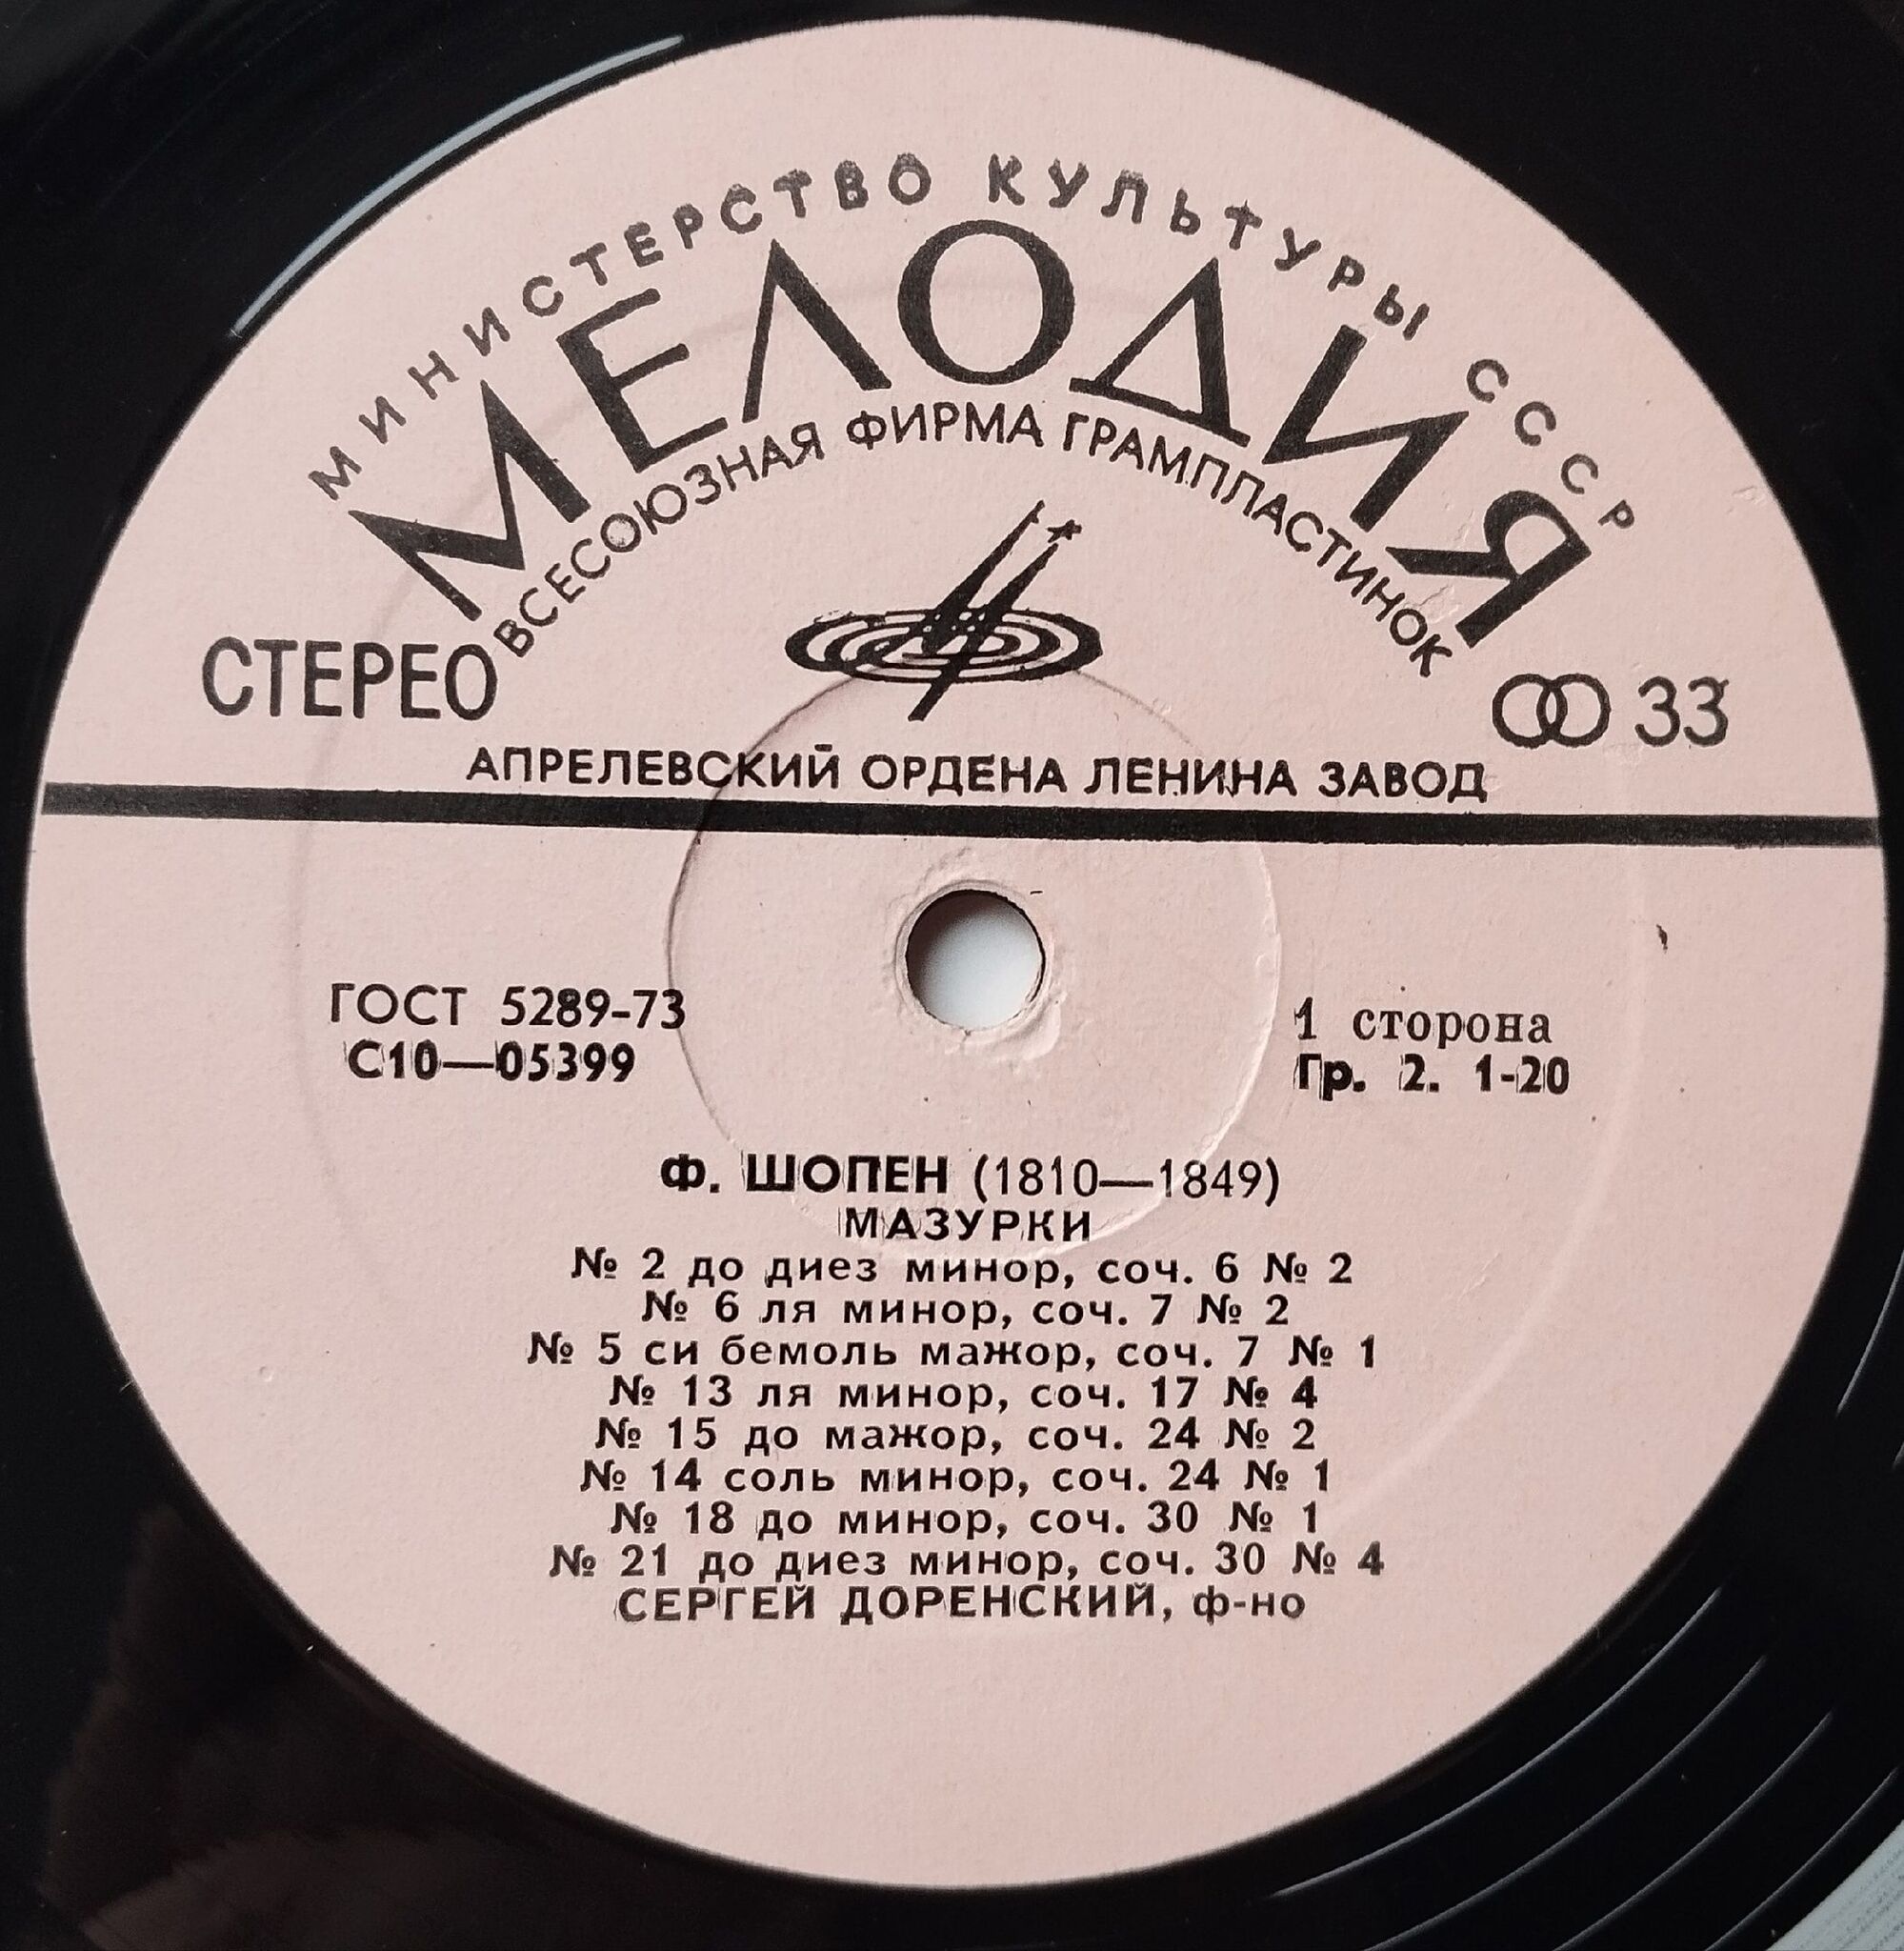 МИНИСТЕРСТВО КУЛЬТУРЫ СССР
МЕЛОДИЯ
ВСЕСОЮЗНАЯ ФИРМА ГРАМПЛАСТИНОК
СТЕРЕО
33
АПРЕЛЕВСКИЙ ОРДЕНА ЛЕНИНА ЗАВОД
ГОСТ 5289-73
С10—05399
1 сторона
Гр. 2. 1-20
Ф. ШОПЕН (1810—1849)
МАЗУРКИ
№ 2 до диез минор, соч. 6 № 2
№ 6 ля минор, соч. 7 № 2
№ 5 си бемоль мажор, соч. 7 № 1
№ 13 ля минор, соч. 17 № 4
№ 15 до мажор, соч. 24 № 2
№ 14 соль минор, соч. 24 № 1
№ 18 до минор, соч. 30 № 1
№ 21 до диез минор, соч. 30 № 4
СЕРГЕЙ ДОРЕНСКИЙ, ф-но